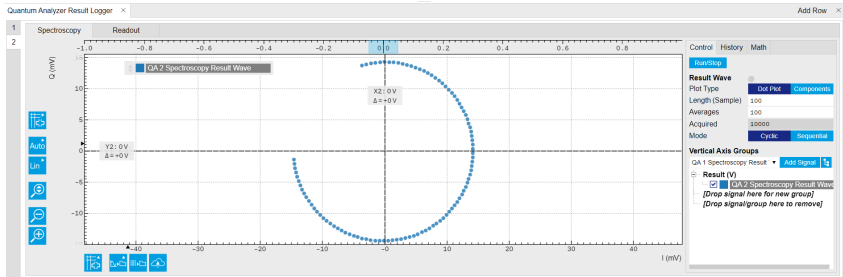 Quantum Analyzer Result Logger ×
Add Row ×
1
2
Spectroscopy Readout
-1.0 -0.8 -0.6 -0.4 -0.2 0.0 0.2 0.4 0.6 0.8
Q (mV)
15
10
5
0
-5
-10
QA 2 Spectroscopy Result Wave
X2: 0 V
Δ=+0 V
Y2: 0 V
Δ=+0 V
Auto
Lin
-40 -30 -20 -10 0 10 20 30 40
I (mV)
Control History Math
Run/Stop
Result Wave
Plot Type Dot Plot Components
Length (Sample) 100
Averages 100
Acquired 10000
Mode Cyclic Sequential
Vertical Axis Groups
QA 1 Spectroscopy Result Add Signal
Result (V)
QA 2 Spectroscopy Result Wave
[Drop signal here for new group]
[Drop signal/group here to remove]